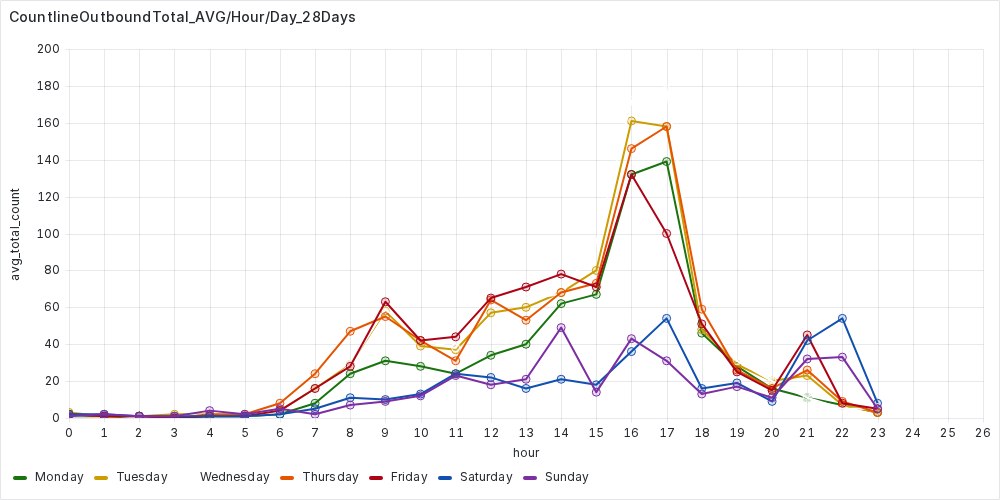 CountlineOutboundTotal_AVG/Hour/Day_28Days
200
180
160
140
120
100
80
60
40
20
0
avg_total_count
0 1 2 3 4 5 6 7 8 9 10 11 12 13 14 15 16 17 18 19 20 21 22 23 24 25 26
hour
Monday Tuesday Wednesday Thursday Friday Saturday Sunday